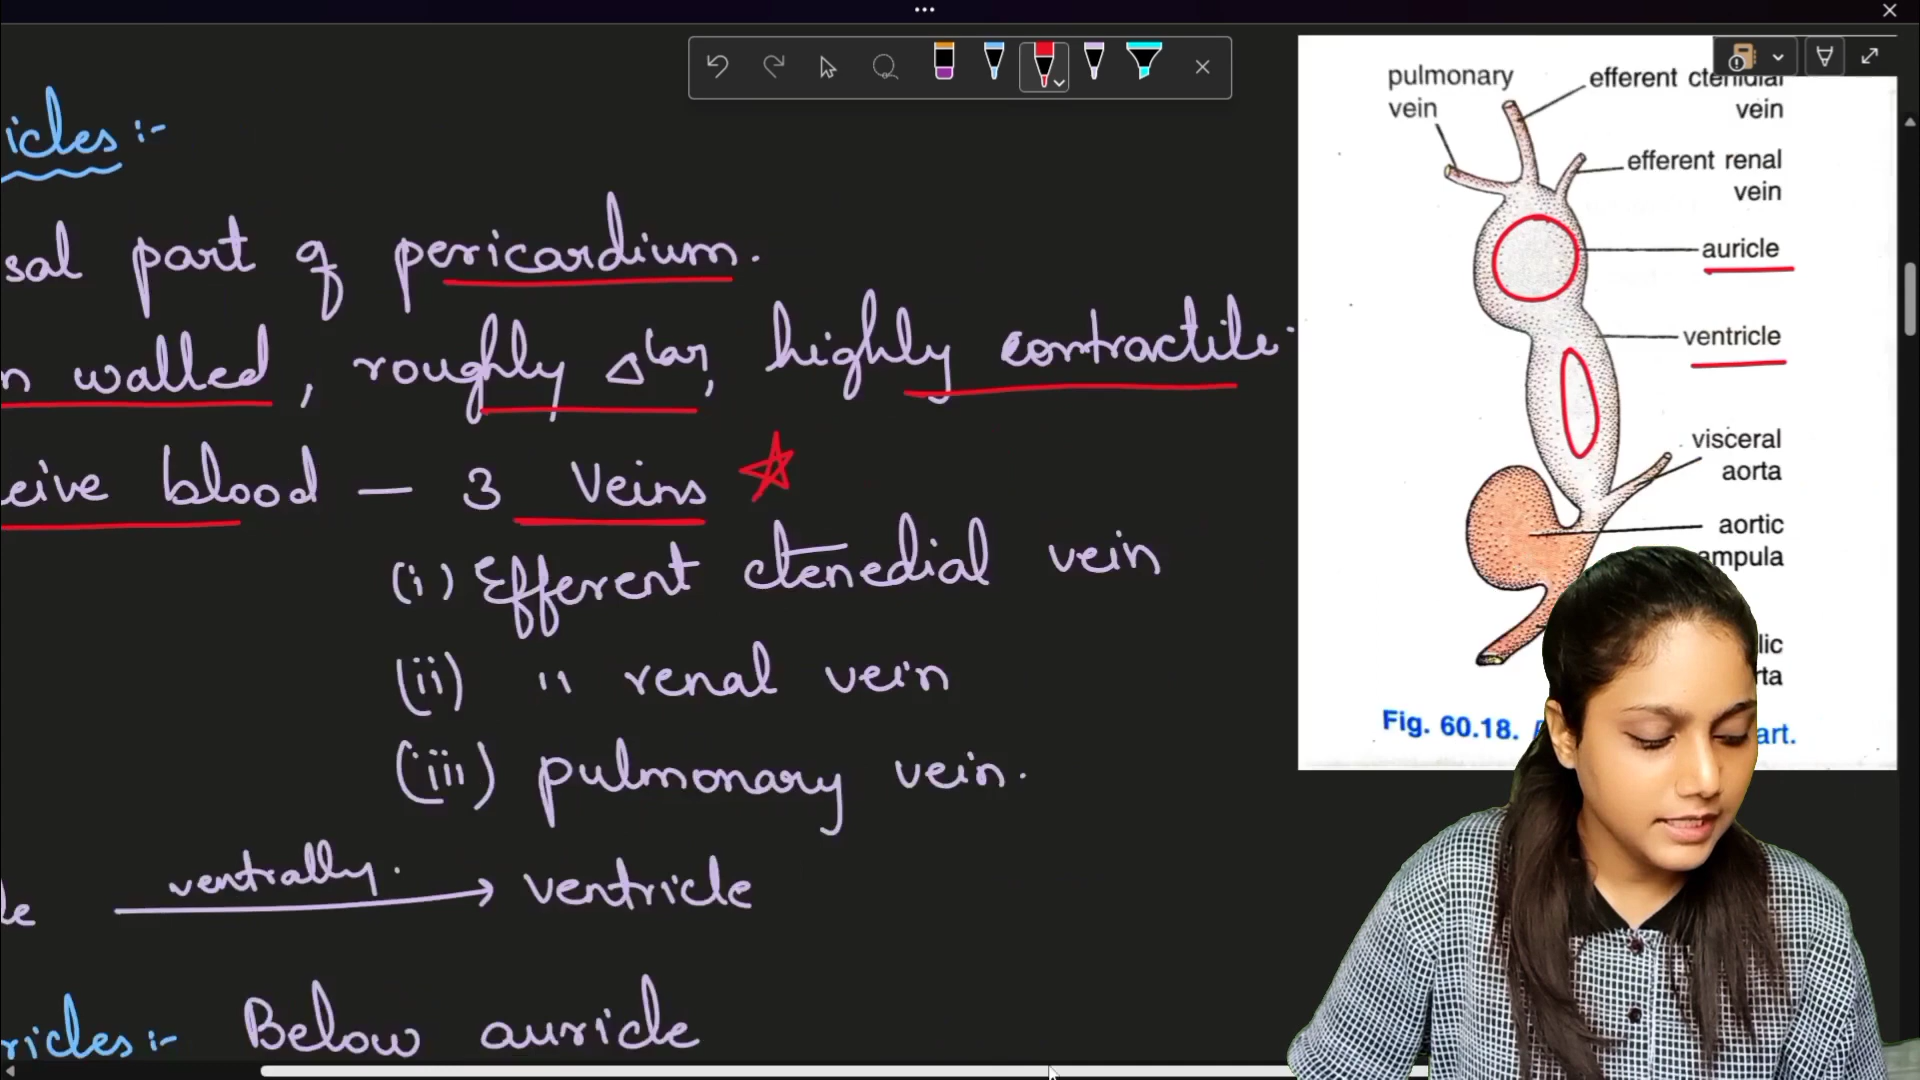 icles :-
sal part of pericardium.
n walled, roughly Δlar, highly contractile.
eive blood — 3 Veins
(i) Efferent ctenedial vein
(ii) " renal vein
(iii) pulmonary vein.
le ventrally. → ventricle
ricles :- Below auricle
pulmonary vein
efferent ctenidial vein
efferent renal vein
auricle
ventricle
visceral aorta
aortic
mpula
lic
rta
Fig. 60.18. art.